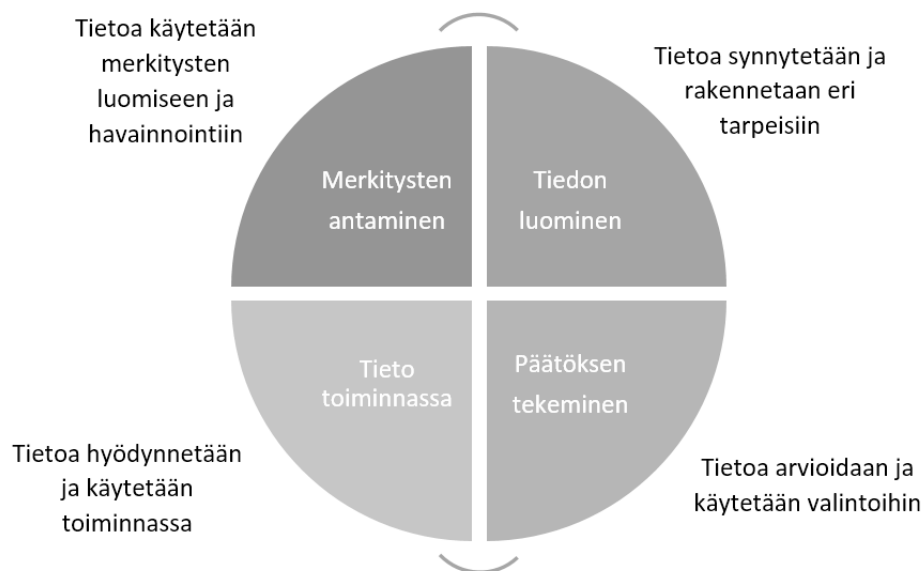 Tietoa käytetään
merkitysten
luomiseen ja
havainnointiin
Tietoa synnytetään ja
rakennetaan eri
tarpeisiin
Merkitysten
antaminen
Tiedon
luominen
Tieto
toiminnassa
Päätöksen
tekeminen
Tietoa hyödynnetään
ja käytetään
toiminnassa
Tietoa arvioidaan ja
käytetään valintoihin